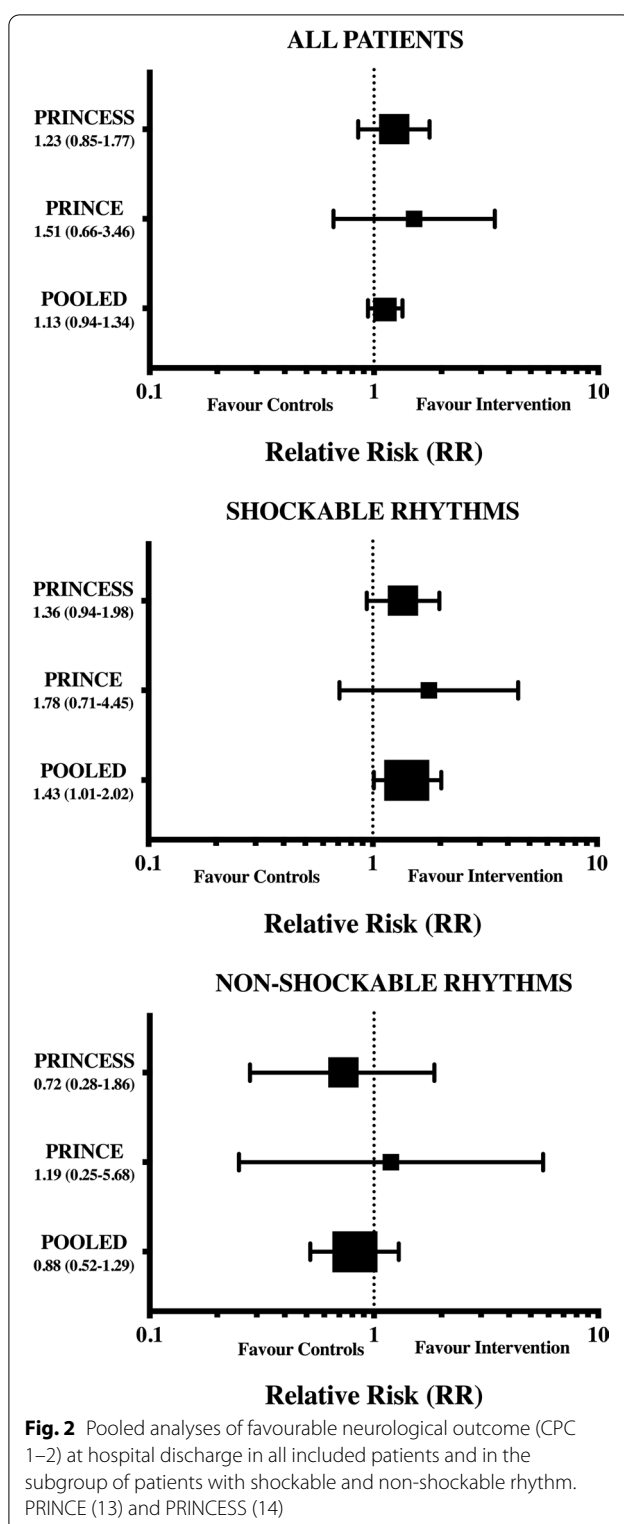 ALL PATIENTS
PRINCESS
1.23 (0.85-1.77)
PRINCE
1.51 (0.66-3.46)
POOLED
1.13 (0.94-1.34)
0.1 1 10
Favour Controls Favour Intervention
Relative Risk (RR)
SHOCKABLE RHYTHMS
PRINCESS
1.36 (0.94-1.98)
PRINCE
1.78 (0.71-4.45)
POOLED
1.43 (1.01-2.02)
0.1 1 10
Favour Controls Favour Intervention
Relative Risk (RR)
NON-SHOCKABLE RHYTHMS
PRINCESS
0.72 (0.28-1.86)
PRINCE
1.19 (0.25-5.68)
POOLED
0.88 (0.52-1.29)
0.1 1 10
Favour Controls Favour Intervention
Relative Risk (RR)
Fig. 2 Pooled analyses of favourable neurological outcome (CPC
1–2) at hospital discharge in all included patients and in the
subgroup of patients with shockable and non-shockable rhythm.
PRINCE (13) and PRINCESS (14)